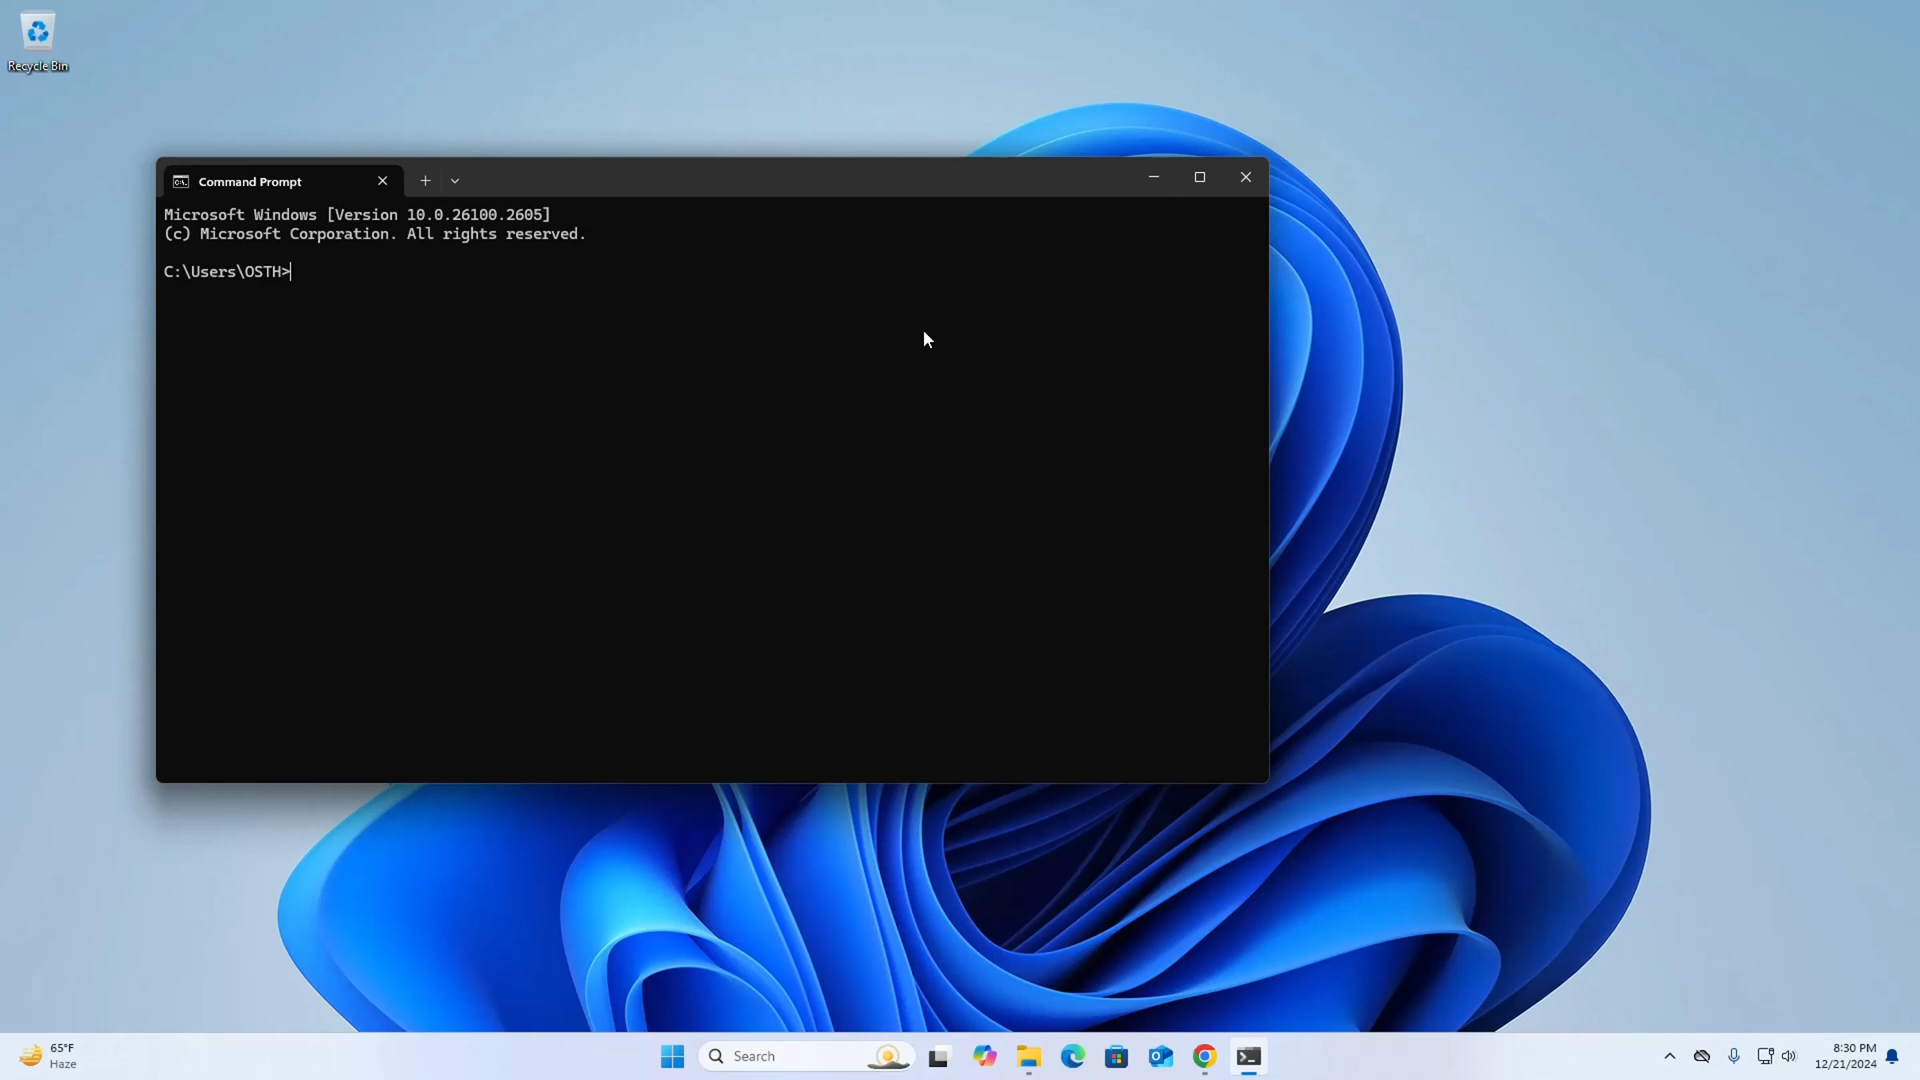 Recycle Bin
Command Prompt
Microsoft Windows [Version 10.0.26100.2605]
(c) Microsoft Corporation. All rights reserved.
C:\Users\OSTH>
65°F
Haze
Search
8:30 PM
12/21/2024